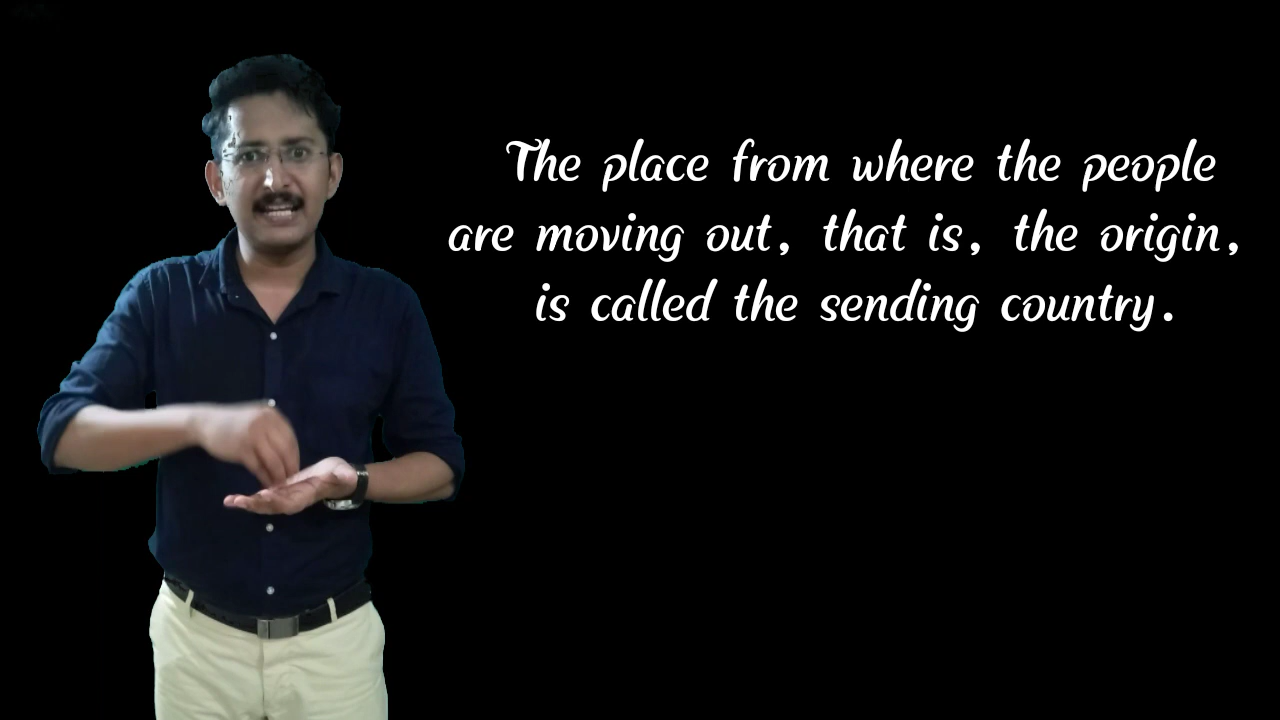 The place from where the people
are moving out, that is, the origin,
is called the sending country.